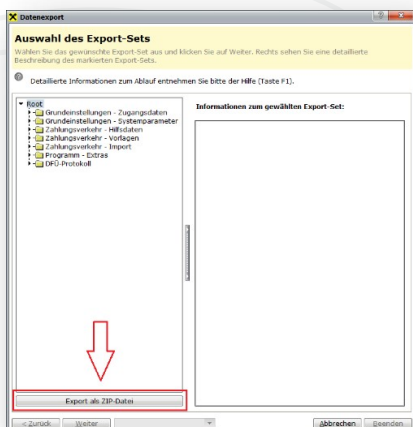 Datenexport
Auswahl des Export-Sets
Wählen Sie das gewünschte Export-Set aus und klicken Sie auf Weiter. Rechts sehen Sie eine detaillierte
Beschreibung des markierten Export-Sets.
Detaillierte Informationen zum Ablauf entnehmen Sie bitte der Hilfe (Taste F1).
Root
Grundeinstellungen - Zugangsdaten
Grundeinstellungen - Systemparameter
Zahlungsverkehr - Hilfsdaten
Zahlungsverkehr - Vorlagen
Zahlungsverkehr - Import
Programm - Extras
DFÜ-Protokoll
Informationen zum gewählten Export-Set:
Export als ZIP-Datei
< Zurück
Weiter
Abbrechen
Beenden